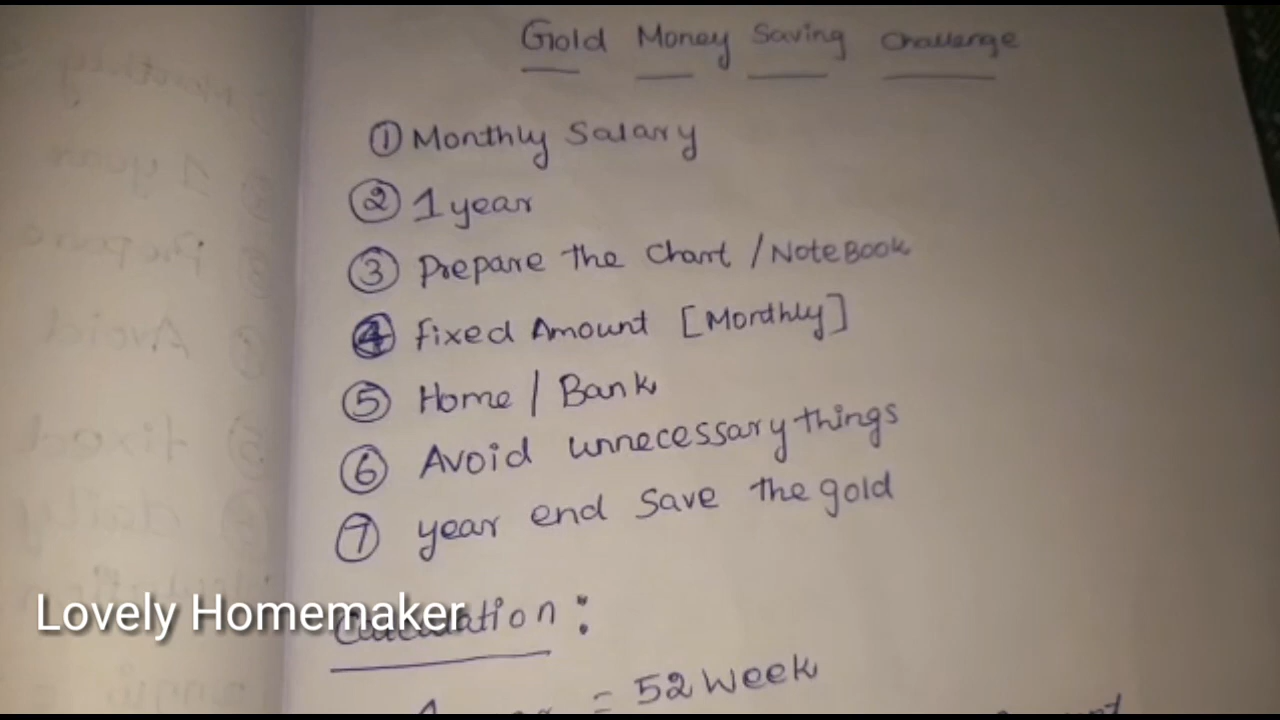 Gold Money Saving Challenge
① Monthly Salary
② 1 year
③ Prepare the Chart / NoteBook
④ Fixed Amount [Monthly]
⑤ Home / Bank
⑥ Avoid unnecessary things
⑦ year end Save the gold
Lovely Homemaker
Calculation :
= 52 Week